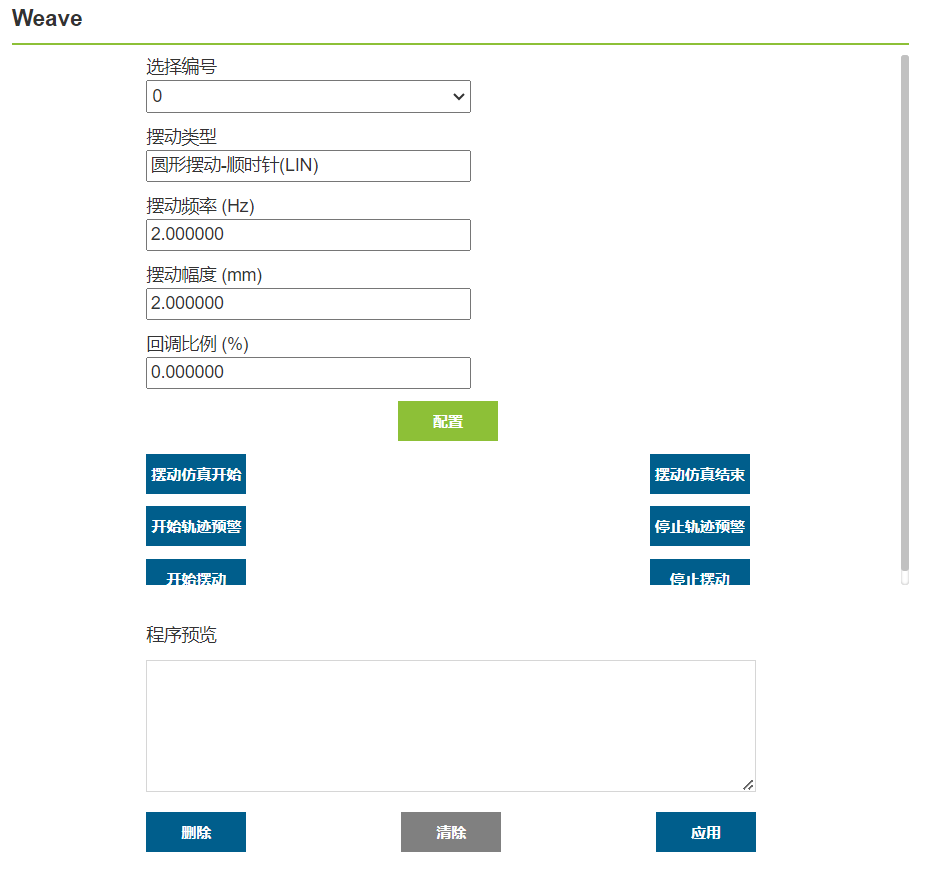 Weave
选择编号
0
摆动类型
圆形摆动-顺时针(LIN)
摆动频率 (Hz)
2.000000
摆动幅度 (mm)
2.000000
回调比例 (%)
0.000000
配置
摆动仿真开始 摆动仿真结束
开始轨迹预警 停止轨迹预警
开始摆动 停止摆动
程序预览
删除 清除 应用